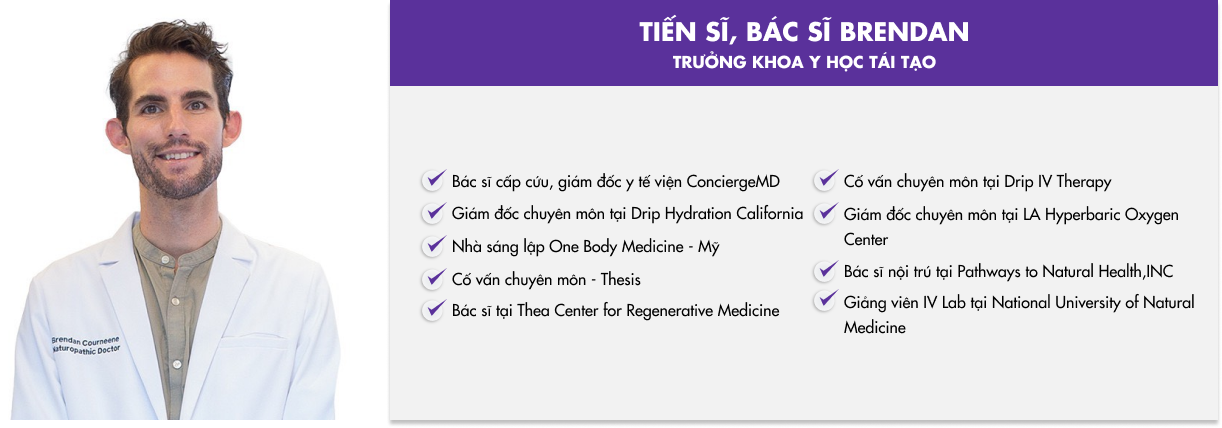 TIẾN SĨ, BÁC SĨ BRENDAN
TRƯỞNG KHOA Y HỌC TÁI TẠO
Bác sĩ cấp cứu, giám đốc y tế viện ConciergeMD
Giám đốc chuyên môn tại Drip Hydration California
Nhà sáng lập One Body Medicine - Mỹ
Cố vấn chuyên môn - Thesis
Bác sĩ tại Thea Center for Regenerative Medicine
Cố vấn chuyên môn tại Drip IV Therapy
Giám đốc chuyên môn tại LA Hyperbaric Oxygen
Center
Bác sĩ nội trú tại Pathways to Natural Health,INC
Giảng viên IV Lab tại National University of Natural
Medicine
Brendan Courneene
Naturopathic Doctor